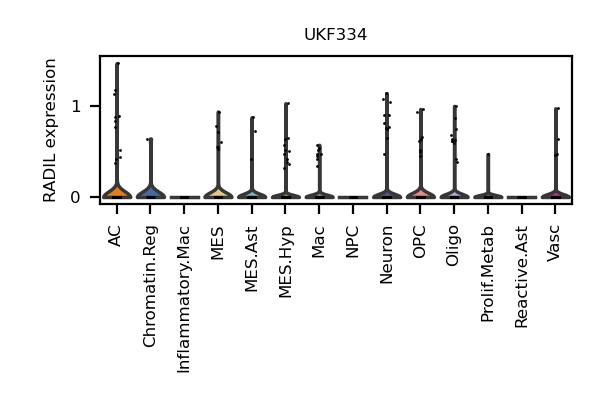 UKF334
RADIL expression
1
0
AC
Chromatin.Reg
Inflammatory.Mac
MES
MES.Ast
MES.Hyp
Mac
NPC
Neuron
OPC
Oligo
Prolif.Metab
Reactive.Ast
Vasc